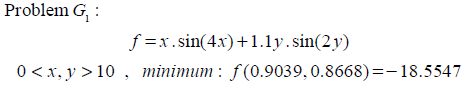 Problem G₁ :
f = x.sin(4x)+1.1y.sin(2y)
0 < x, y > 10 , minimum : f(0.9039, 0.8668) = −18.5547